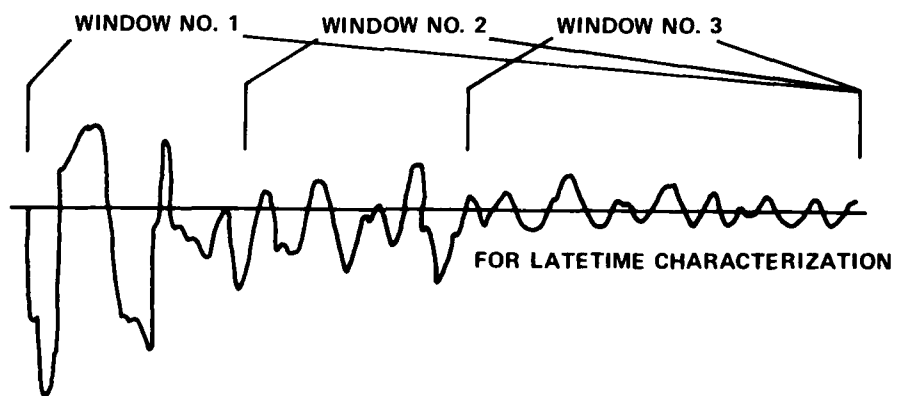 WINDOW NO. 1
WINDOW NO. 2
WINDOW NO. 3
FOR LATETIME CHARACTERIZATION